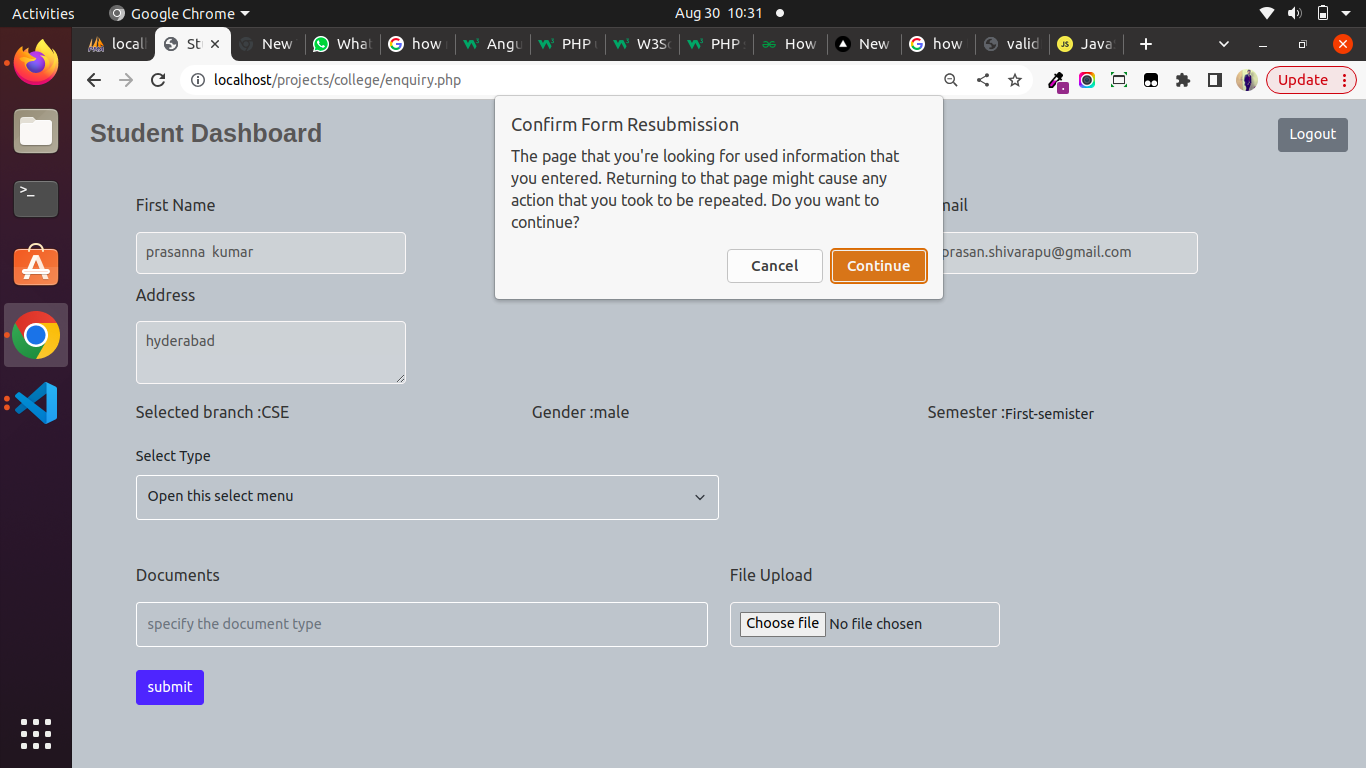 Activities
Google Chrome
Aug 30 10:31
locall
St
New
What
how
Angu
PHP
W3Sc
PHP
How
New
how
valid
JS Java
localhost/projects/college/enquiry.php
Update
Student Dashboard
Logout
Confirm Form Resubmission
The page that you're looking for used information that
you entered. Returning to that page might cause any
action that you took to be repeated. Do you want to
continue?
Cancel
Continue
First Name
mail
prasanna kumar
prasan.shivarapu@gmail.com
Address
hyderabad
Selected branch :CSE
Gender :male
Semester :First-semister
Select Type
Open this select menu
Documents
File Upload
specify the document type
Choose file No file chosen
submit